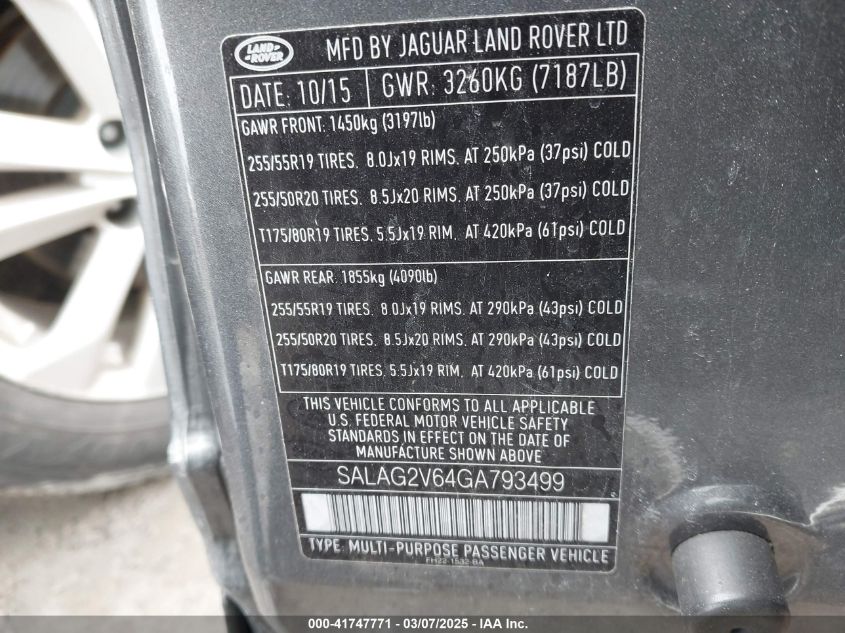 LAND ROVER
MFD BY JAGUAR LAND ROVER LTD
DATE: 10/15 GWR: 3260KG (7187LB)
GAWR FRONT: 1450kg (3197lb)
255/55R19 TIRES. 8.0Jx19 RIMS. AT 250kPa (37psi) COLD
255/50R20 TIRES. 8.5Jx20 RIMS. AT 250kPa (37psi) COLD
T175/80R19 TIRES. 5.5Jx19 RIM. AT 420kPa (61psi) COLD
GAWR REAR: 1855kg (4090lb)
255/55R19 TIRES. 8.0Jx19 RIMS. AT 290kPa (43psi) COLD
255/50R20 TIRES. 8.5Jx20 RIMS. AT 290kPa (43psi) COLD
T175/80R19 TIRES. 5.5Jx19 RIM. AT 420kPa (61psi) COLD
THIS VEHICLE CONFORMS TO ALL APPLICABLE
U.S. FEDERAL MOTOR VEHICLE SAFETY
STANDARDS IN EFFECT ON THE DATE OF
MANUFACTURE SHOWN ABOVE
SALAG2V64GA793499
TYPE: MULTI-PURPOSE PASSENGER VEHICLE
FH22-1532-BA
000-41747771 - 03/07/2025 - IAA Inc.